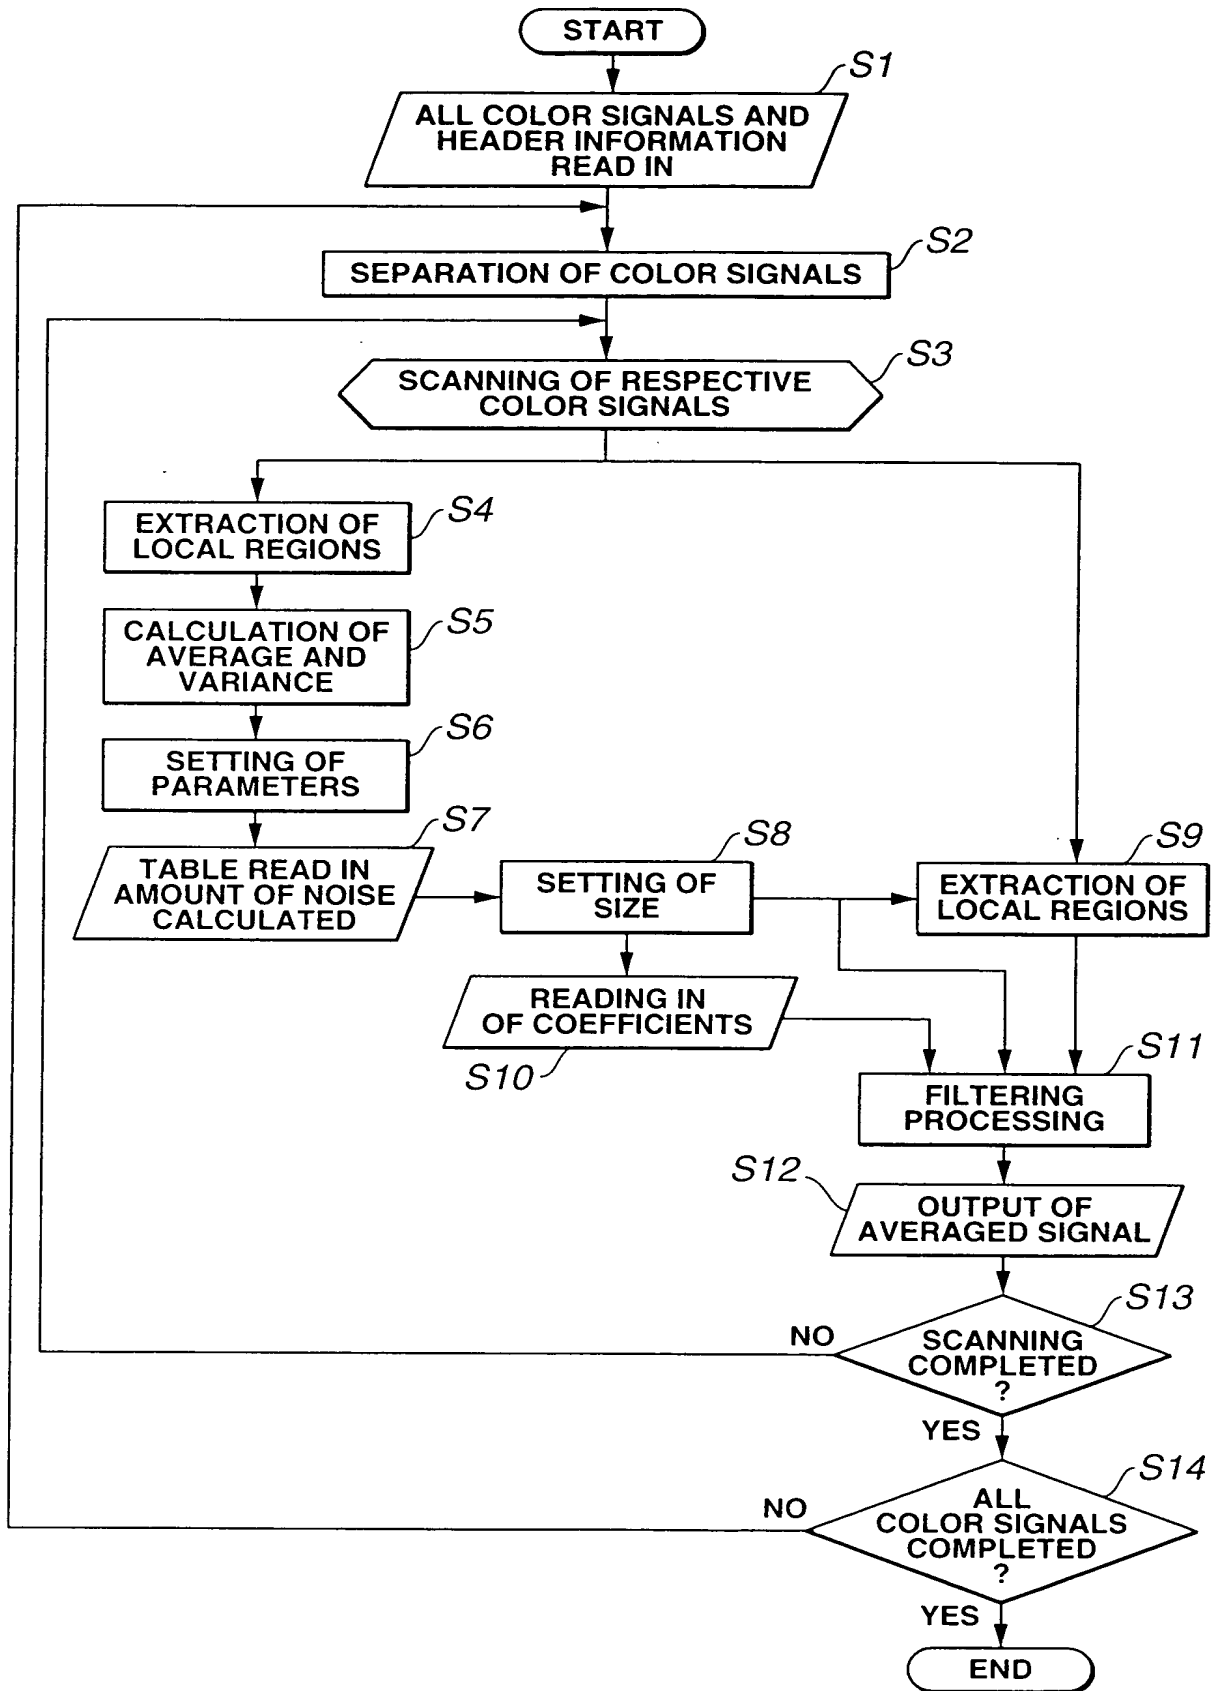 START
S1
ALL COLOR SIGNALS AND
HEADER INFORMATION
READ IN
S2
SEPARATION OF COLOR SIGNALS
S3
SCANNING OF RESPECTIVE
COLOR SIGNALS
S4
EXTRACTION OF
LOCAL REGIONS
S5
CALCULATION OF
AVERAGE AND
VARIANCE
S6
SETTING OF
PARAMETERS
S7
TABLE READ IN
AMOUNT OF NOISE
CALCULATED
S8
SETTING OF
SIZE
S9
EXTRACTION OF
LOCAL REGIONS
READING IN
OF COEFFICIENTS
S10
S11
FILTERING
PROCESSING
S12
OUTPUT OF
AVERAGED SIGNAL
S13
NO
SCANNING
COMPLETED
?
YES
S14
NO
ALL
COLOR SIGNALS
COMPLETED
?
YES
END